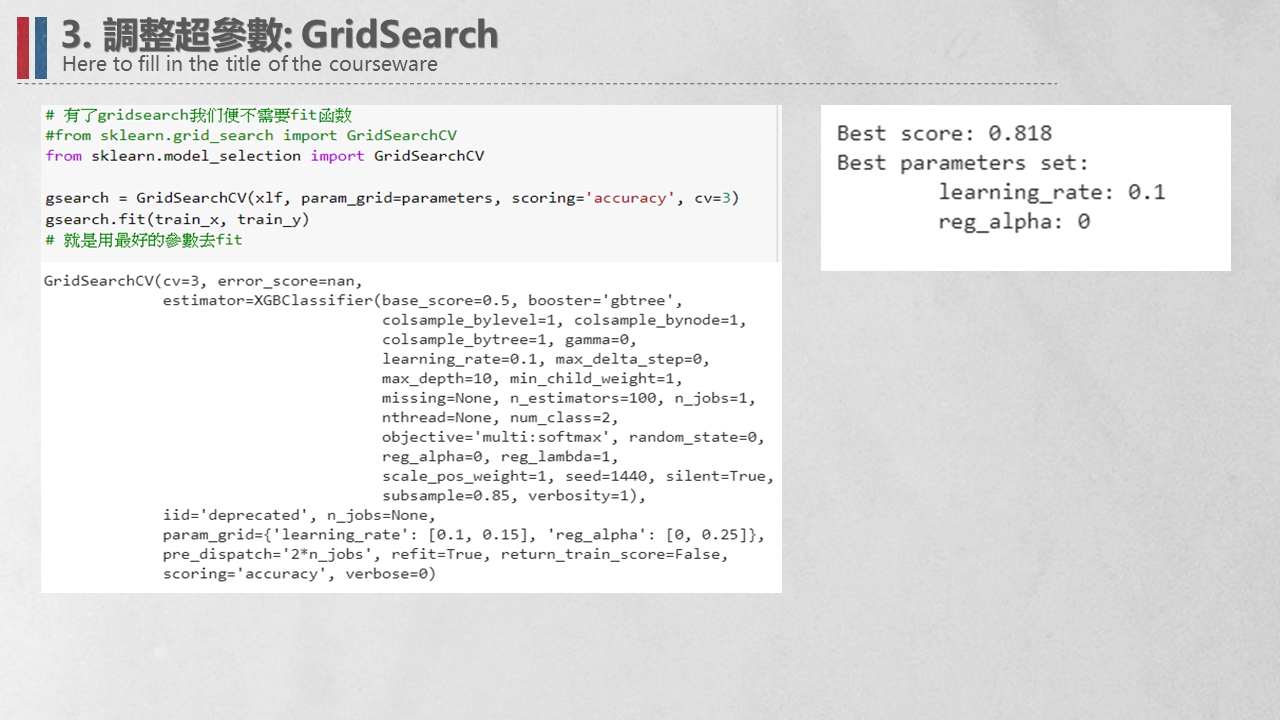 3. 調整超參數: GridSearch
Here to fill in the title of the courseware
# 有了gridsearch我们便不需要fit函数
#from sklearn.grid_search import GridSearchCV
from sklearn.model_selection import GridSearchCV
gsearch = GridSearchCV(xlf, param_grid=parameters, scoring='accuracy', cv=3)
gsearch.fit(train_x, train_y)
# 就是用最好的參數去fit
GridSearchCV(cv=3, error_score=nan,
estimator=XGBClassifier(base_score=0.5, booster='gbtree',
colsample_bylevel=1, colsample_bynode=1,
colsample_bytree=1, gamma=0,
learning_rate=0.1, max_delta_step=0,
max_depth=10, min_child_weight=1,
missing=None, n_estimators=100, n_jobs=1,
nthread=None, num_class=2,
objective='multi:softmax', random_state=0,
reg_alpha=0, reg_lambda=1,
scale_pos_weight=1, seed=1440, silent=True,
subsample=0.85, verbosity=1),
iid='deprecated', n_jobs=None,
param_grid={'learning_rate': [0.1, 0.15], 'reg_alpha': [0, 0.25]},
pre_dispatch='2*n_jobs', refit=True, return_train_score=False,
scoring='accuracy', verbose=0)
Best score: 0.818
Best parameters set:
learning_rate: 0.1
reg_alpha: 0